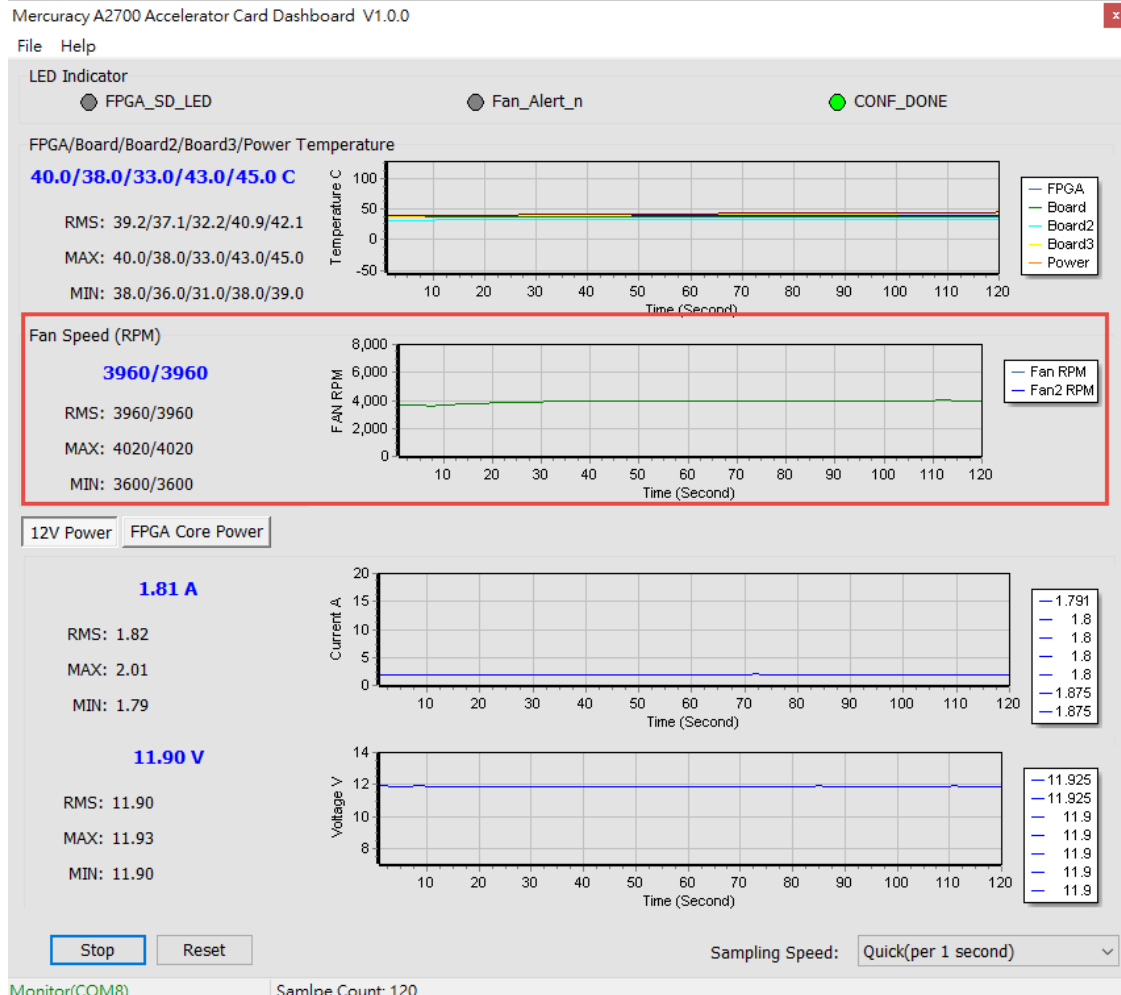 Mercuracy A2700 Accelerator Card Dashboard V1.0.0
x
File Help
LED Indicator
FPGA_SD_LED Fan_Alert_n CONF_DONE
FPGA/Board/Board2/Board3/Power Temperature
40.0/38.0/33.0/43.0/45.0 C
RMS: 39.2/37.1/32.2/40.9/42.1
MAX: 40.0/38.0/33.0/43.0/45.0
MIN: 38.0/36.0/31.0/38.0/39.0
Temperature C
100
50
0
-50
10 20 30 40 50 60 70 80 90 100 110 120
Time (Second)
FPGA
Board
Board2
Board3
Power
Fan Speed (RPM)
3960/3960
RMS: 3960/3960
MAX: 4020/4020
MIN: 3600/3600
FAN RPM
8,000
6,000
4,000
2,000
0
10 20 30 40 50 60 70 80 90 100 110 120
Time (Second)
Fan RPM
Fan2 RPM
12V Power FPGA Core Power
1.81 A
RMS: 1.82
MAX: 2.01
MIN: 1.79
Current A
20
15
10
5
0
10 20 30 40 50 60 70 80 90 100 110 120
Time (Second)
1.791
1.8
1.8
1.8
1.8
1.875
1.875
11.90 V
RMS: 11.90
MAX: 11.93
MIN: 11.90
Voltage V
14
12
10
8
10 20 30 40 50 60 70 80 90 100 110 120
Time (Second)
11.925
11.925
11.9
11.9
11.9
11.9
11.9
Stop Reset Sampling Speed: Quick(per 1 second)
Monitor(COM8) Samlpe Count: 120